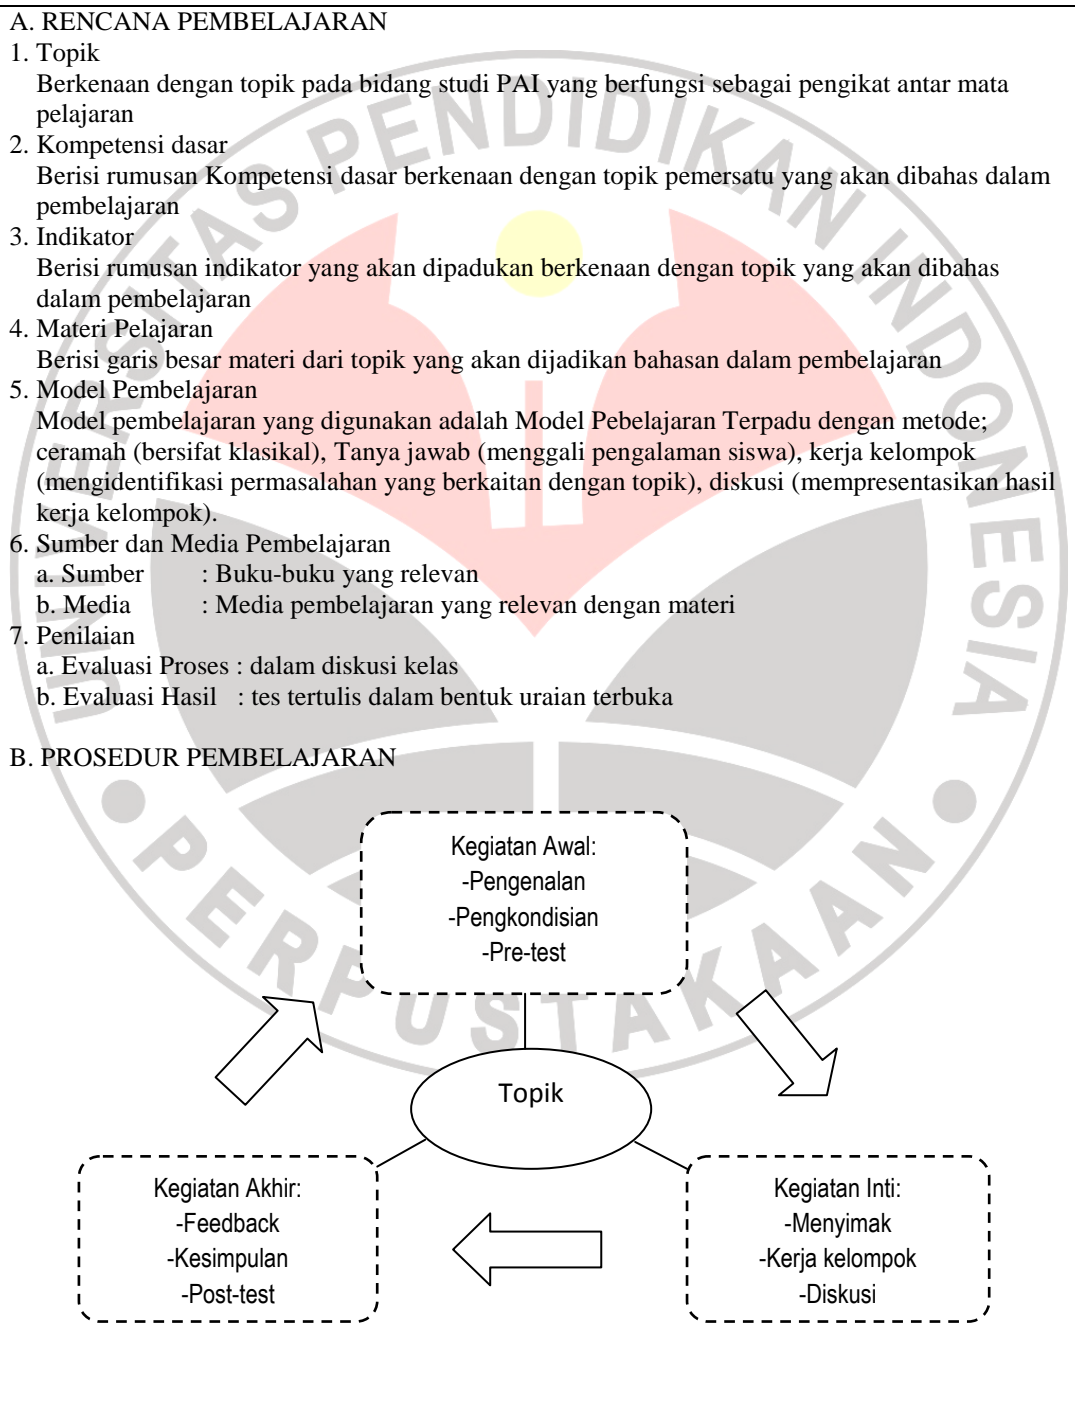 A. RENCANA PEMBELAJARAN
1. Topik
Berkenaan dengan topik pada bidang studi PAI yang berfungsi sebagai pengikat antar mata
pelajaran
2. Kompetensi dasar
Berisi rumusan Kompetensi dasar berkenaan dengan topik pemersatu yang akan dibahas dalam
pembelajaran
3. Indikator
Berisi rumusan indikator yang akan dipadukan berkenaan dengan topik yang akan dibahas
dalam pembelajaran
4. Materi Pelajaran
Berisi garis besar materi dari topik yang akan dijadikan bahasan dalam pembelajaran
5. Model Pembelajaran
Model pembelajaran yang digunakan adalah Model Pebelajaran Terpadu dengan metode;
ceramah (bersifat klasikal), Tanya jawab (menggali pengalaman siswa), kerja kelompok
(mengidentifikasi permasalahan yang berkaitan dengan topik), diskusi (mempresentasikan hasil
kerja kelompok).
6. Sumber dan Media Pembelajaran
a. Sumber : Buku-buku yang relevan
b. Media : Media pembelajaran yang relevan dengan materi
7. Penilaian
a. Evaluasi Proses : dalam diskusi kelas
b. Evaluasi Hasil : tes tertulis dalam bentuk uraian terbuka
B. PROSEDUR PEMBELAJARAN
Kegiatan Awal:
-Pengenalan
-Pengkondisian
-Pre-test
Topik
Kegiatan Akhir:
-Feedback
-Kesimpulan
-Post-test
Kegiatan Inti:
-Menyimak
-Kerja kelompok
-Diskusi
UNIVERSITAS PENDIDIKAN INDONESIA
PERPUSTAKAAN